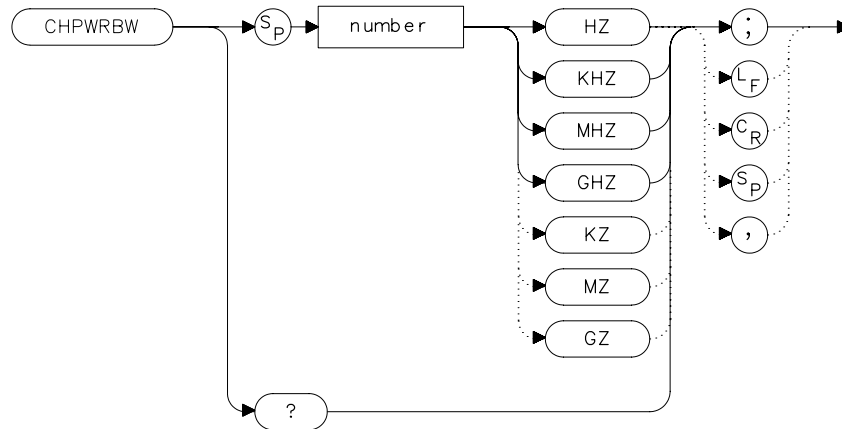 CHPWRBW SP number HZ ;
KHZ LF
MHZ CR
GHZ SP
KZ ,
MZ
GZ
?